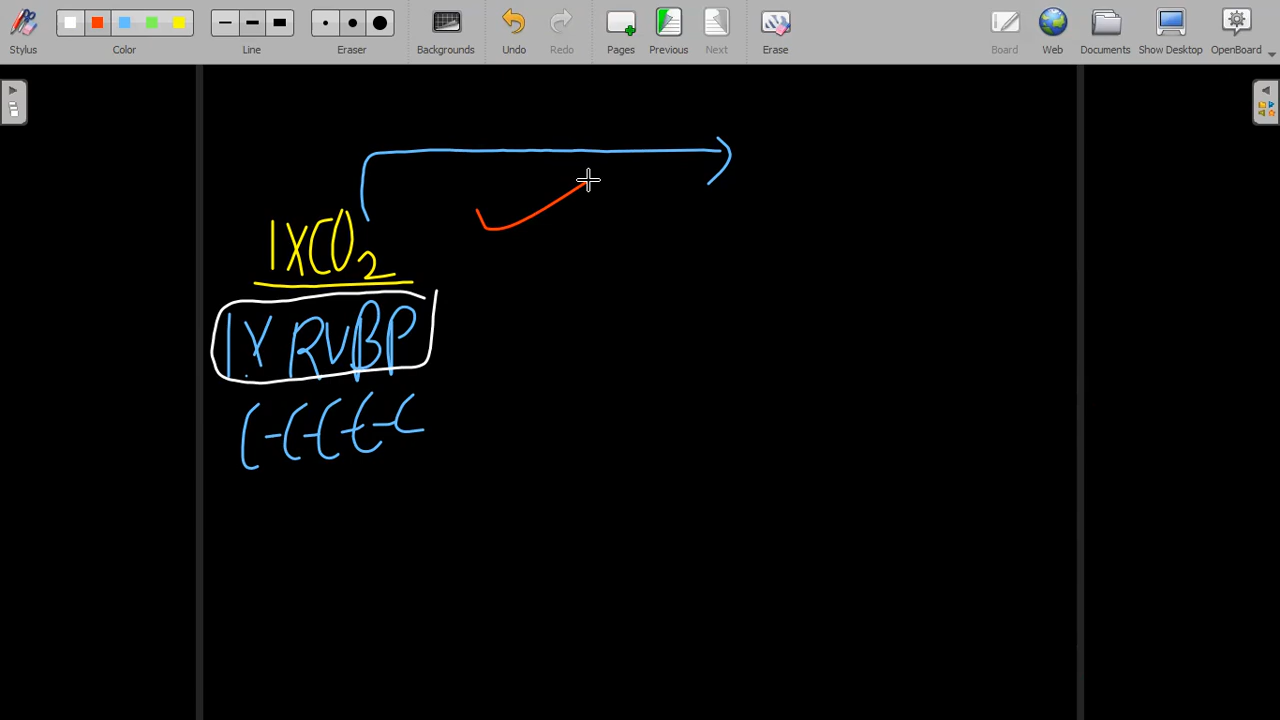 Stylus Color Line Eraser Backgrounds Undo Redo Pages Previous Next Erase Board Web Documents Show Desktop OpenBoard
1XCO₂
1X RUBP
C-C-C-C-C